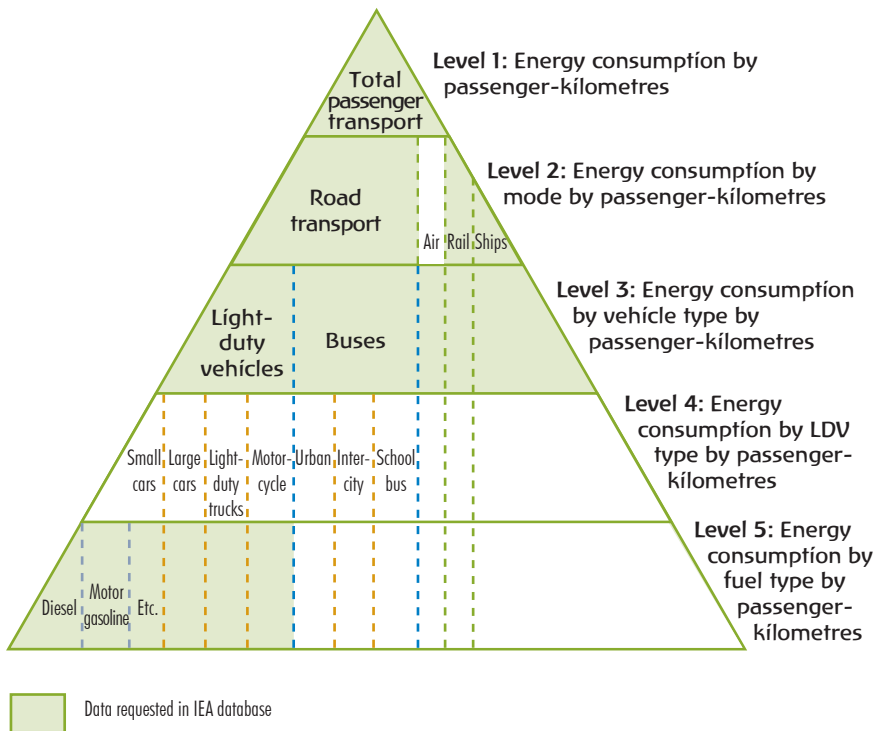 Total
passenger
transport
Level 1: Energy consumption by
passenger-kilometres
Road
transport
Air
Rail
Ships
Level 2: Energy consumption by
mode by passenger-kilometres
Light-
duty
vehicles
Buses
Level 3: Energy consumption
by vehicle type by
passenger-kilometres
Small
cars
Large
cars
Light-
duty
trucks
Motor-
cycle
Urban
Inter-
city
School
bus
Level 4: Energy
consumption by LDV
type by passenger-
kilometres
Diesel
Motor
gasoline
Etc.
Level 5: Energy
consumption by
fuel type by
passenger-
kilometres
Data requested in IEA database